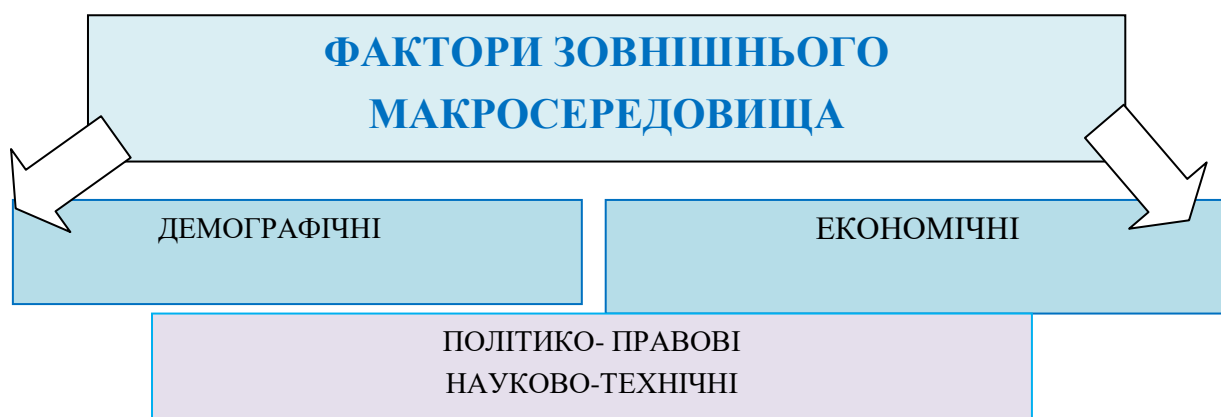 ФАКТОРИ ЗОВНІШНЬОГО
МАКРОСЕРЕДОВИЩА
ДЕМОГРАФІЧНІ
ЕКОНОМІЧНІ
ПОЛІТИКО- ПРАВОВІ
НАУКОВО-ТЕХНІЧНІ